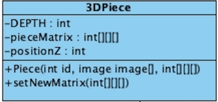 3DPiece
-DEPTH : int
-pieceMatrix : int[][][]
-positionZ : int
+Piece(int id, image image[], int[][][])
+setNewMatrix(int[][][])